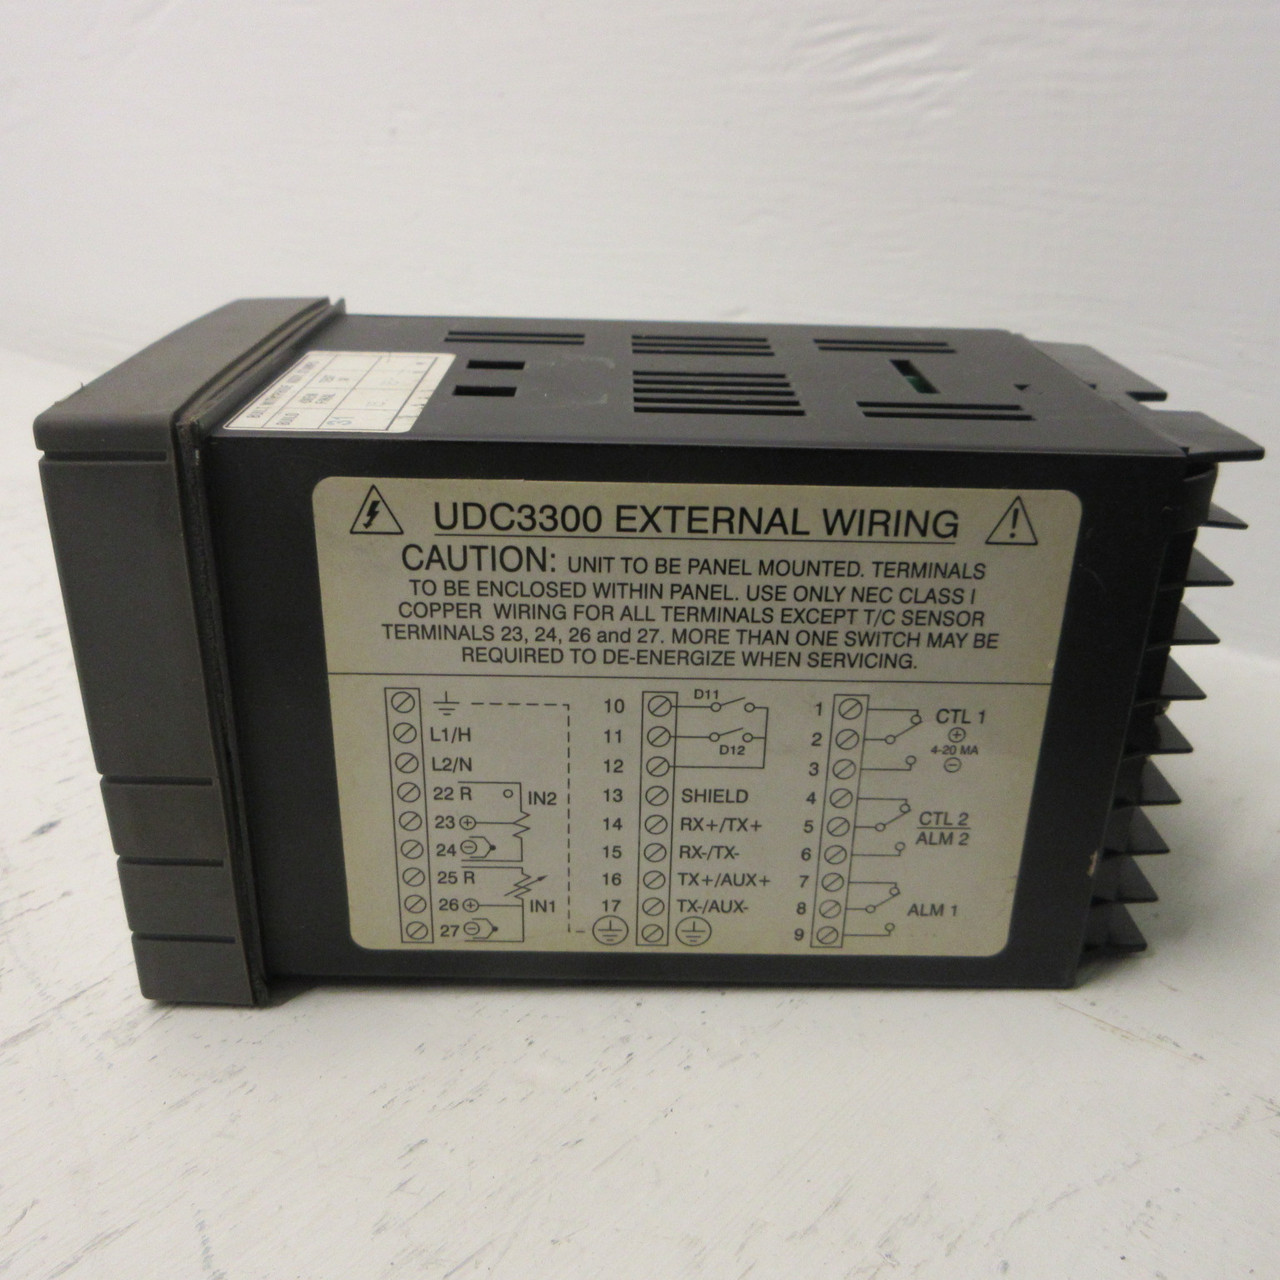 BUILD
31
UDC3300 EXTERNAL WIRING
CAUTION: UNIT TO BE PANEL MOUNTED. TERMINALS
TO BE ENCLOSED WITHIN PANEL. USE ONLY NEC CLASS I
COPPER WIRING FOR ALL TERMINALS EXCEPT T/C SENSOR
TERMINALS 23, 24, 26 and 27. MORE THAN ONE SWITCH MAY BE
REQUIRED TO DE-ENERGIZE WHEN SERVICING.
L1/H
L2/N
22 R
IN2
23 +
24 -
25 R
26 +
IN1
27 -
10
D11
11
D12
12
13 SHIELD
14 RX+/TX+
15 RX-/TX-
16 TX+/AUX+
17 TX-/AUX-
1
CTL 1
2
+
4-20 MA
3
-
4
5
CTL 2
ALM 2
6
7
8
ALM 1
9